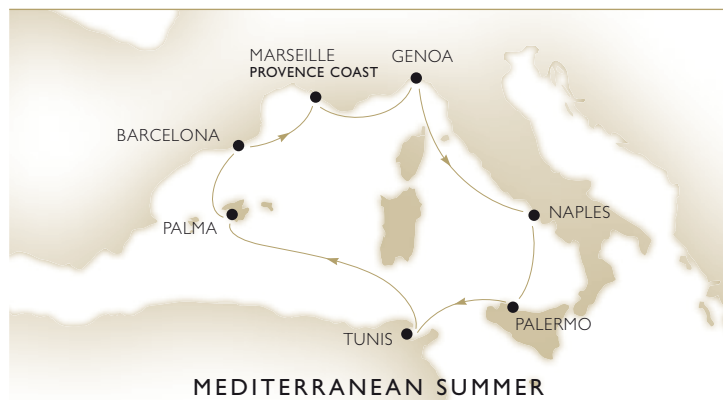 MARSEILLE
PROVENCE COAST
GENOA
BARCELONA
PALMA
NAPLES
PALERMO
TUNIS
MEDITERRANEAN SUMMER